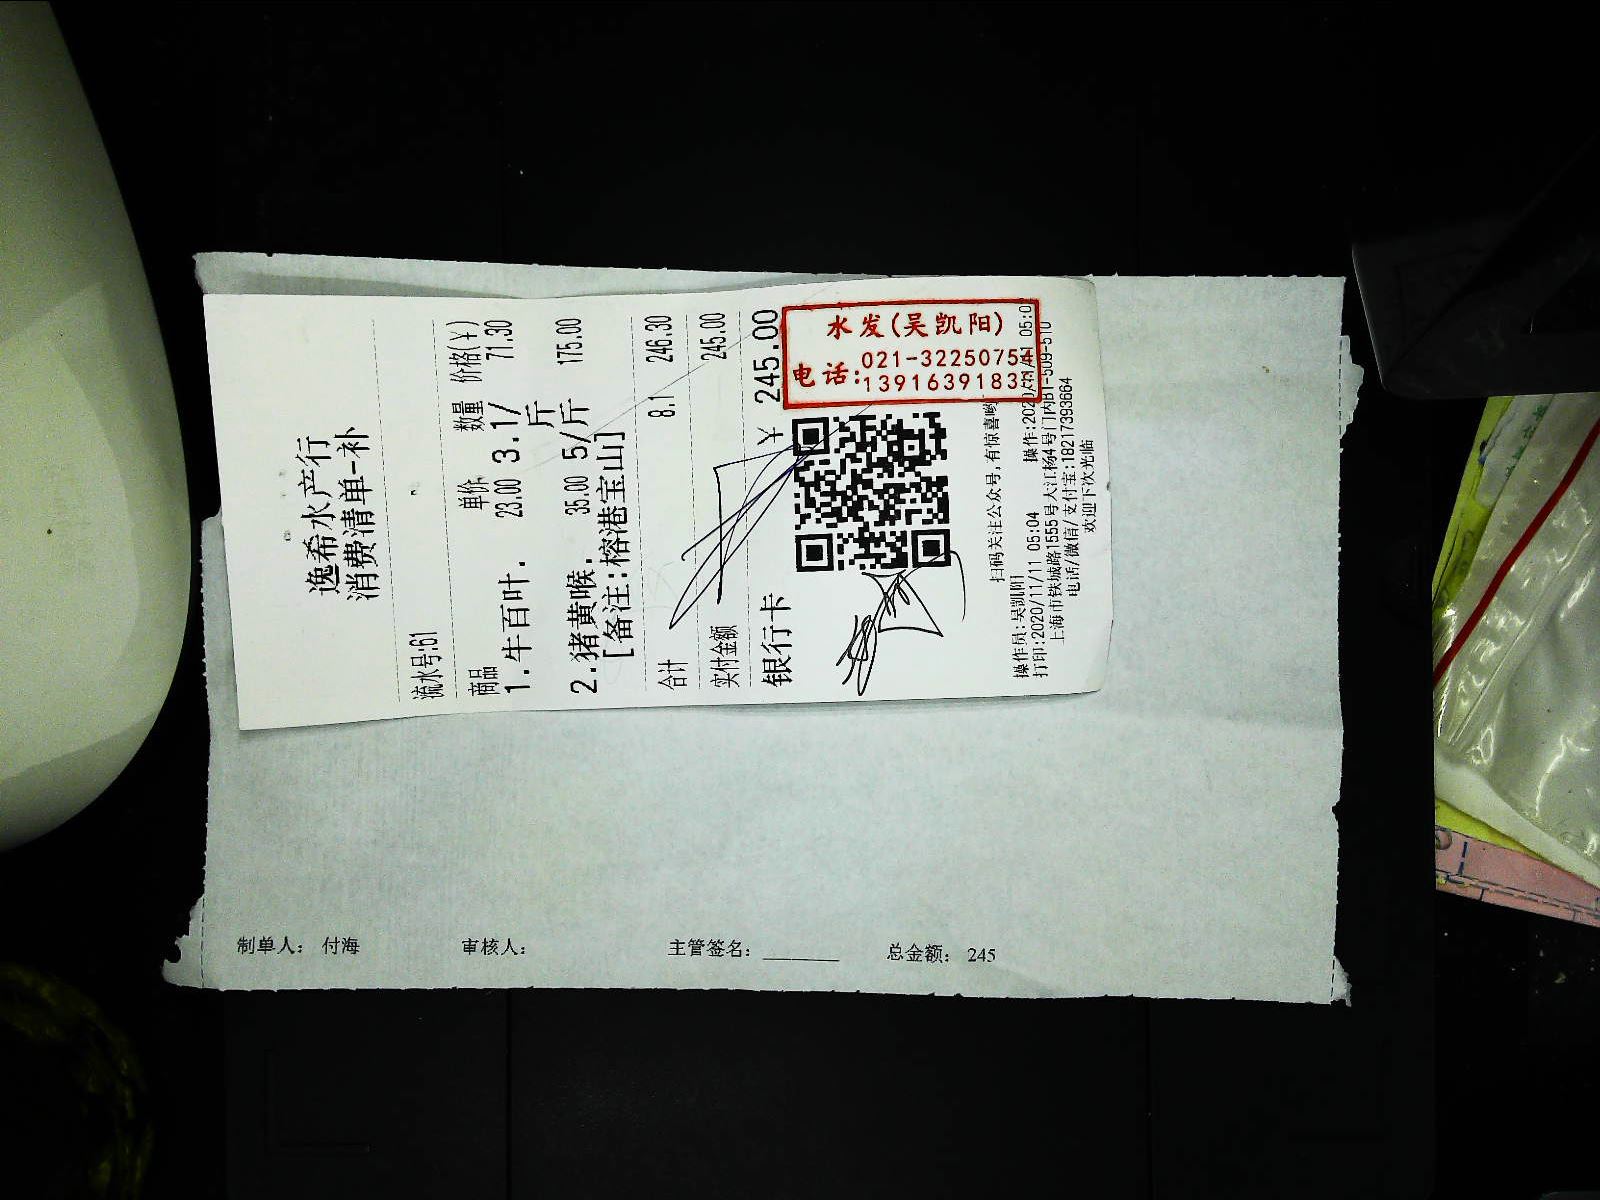 逸希水产行
消费清单-补
流水号:61
商品 单价 数量 价格(¥)
1.牛百叶. 23.00 3.1/斤 71.30
2.猪黄喉. 35.00 5/斤 175.00
[备注:榕港宝山]
合计 8.1 246.30
实付金额 245.00
银行卡 ¥ 245.00
水发(吴凯阳)
电话:021-32250754
1391639183
扫码关注公众号,有惊喜哟
操作员:吴凯阳 操作:2020/11/11 05:0
打印:2020/11/11 05:04
上海市铁城路1555号大江杨4号门内B1-509-510
电话/微信/支付宝:18217393664
欢迎下次光临
制单人: 付海 审核人: 主管签名: ________ 总金额: 245